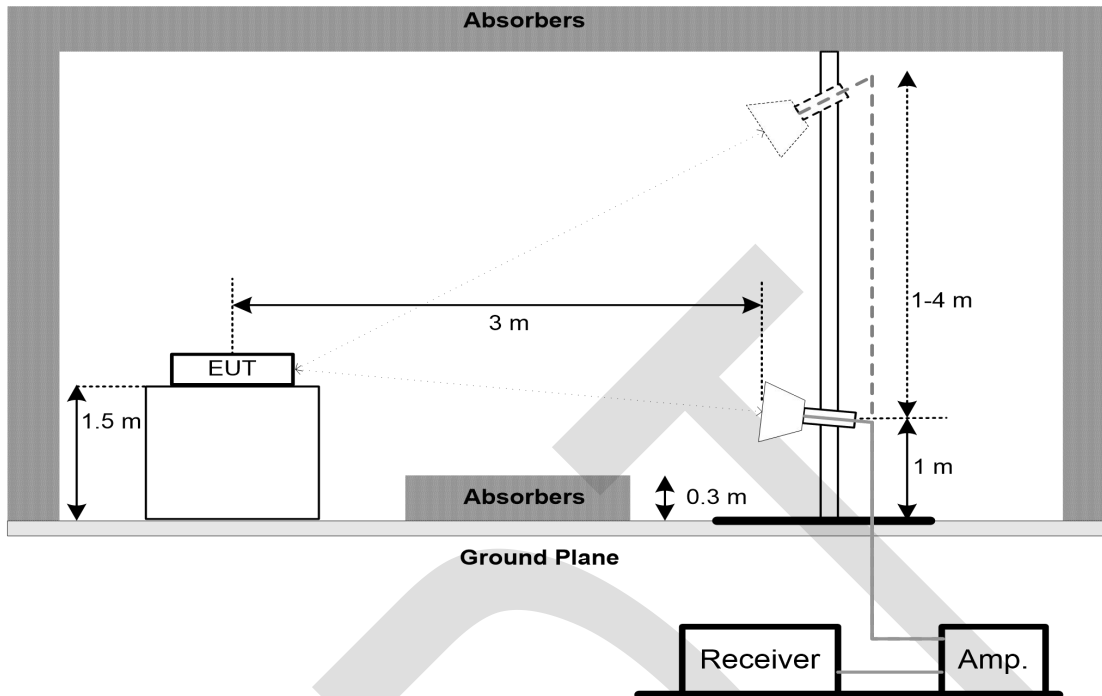 Absorbers
1-4 m
3 m
EUT
1.5 m
1 m
Absorbers
0.3 m
Ground Plane
Receiver
Amp.